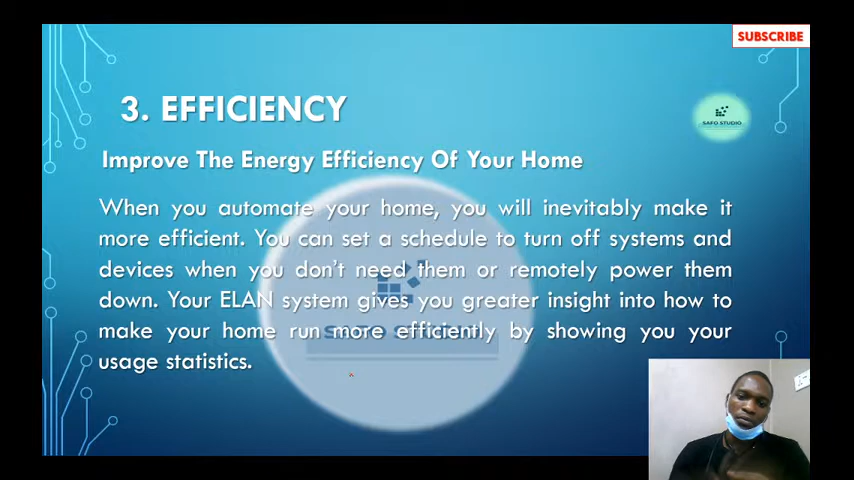 SUBSCRIBE
3. EFFICIENCY
SAFO STUDIO
Improve The Energy Efficiency Of Your Home
When you automate your home, you will inevitably make it
more efficient. You can set a schedule to turn off systems and
devices when you don't need them or remotely power them
down. Your ELAN system gives you greater insight into how to
make your home run more efficiently by showing you your
usage statistics.